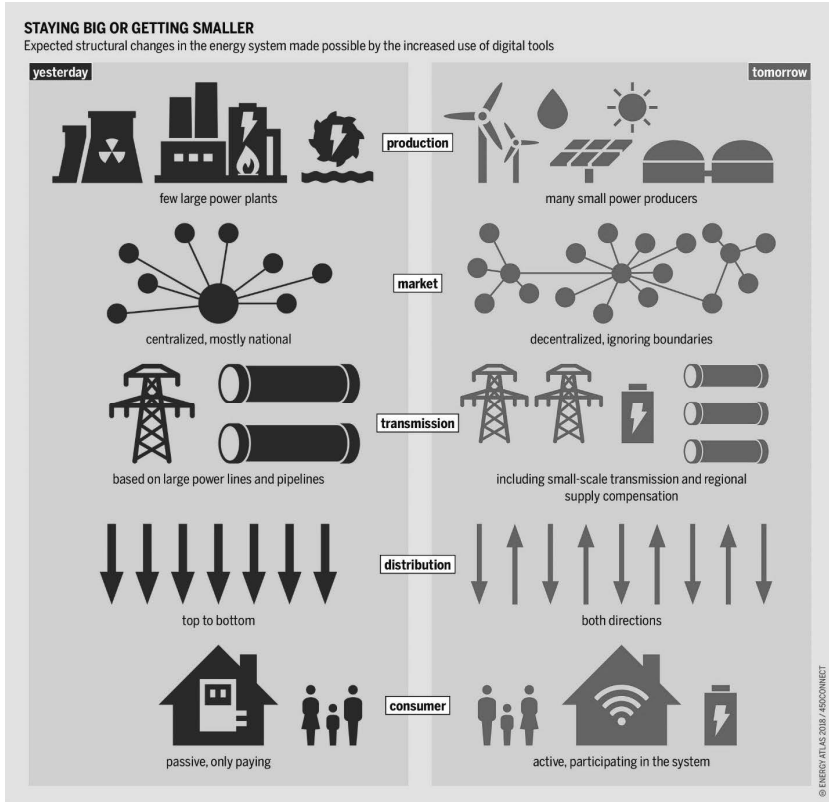 STAYING BIG OR GETTING SMALLER
Expected structural changes in the energy system made possible by the increased use of digital tools
yesterday
tomorrow
production
few large power plants
many small power producers
market
centralized, mostly national
decentralized, ignoring boundaries
transmission
based on large power lines and pipelines
including small-scale transmission and regional
supply compensation
distribution
top to bottom
both directions
consumer
passive, only paying
active, participating in the system
© ENERGY ATLAS 2018 / 450CONNECT